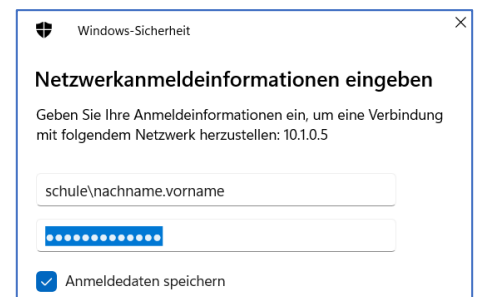 Windows-Sicherheit
Netzwerkanmeldeinformationen eingeben
Geben Sie Ihre Anmeldeinformationen ein, um eine Verbindung
mit folgendem Netzwerk herzustellen: 10.1.0.5
schule\nachname.vorname
●●●●●●●●●●●●●
Anmeldedaten speichern